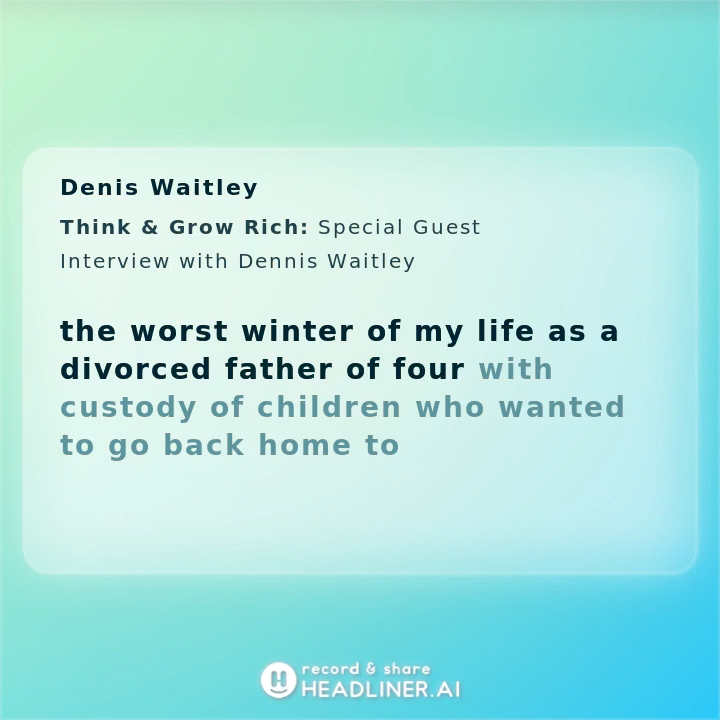 Denis Waitley
Think & Grow Rich: Special Guest
Interview with Dennis Waitley
the worst winter of my life as a
divorced father of four with
custody of children who wanted
to go back home to
record & share
HEADLINER.AI